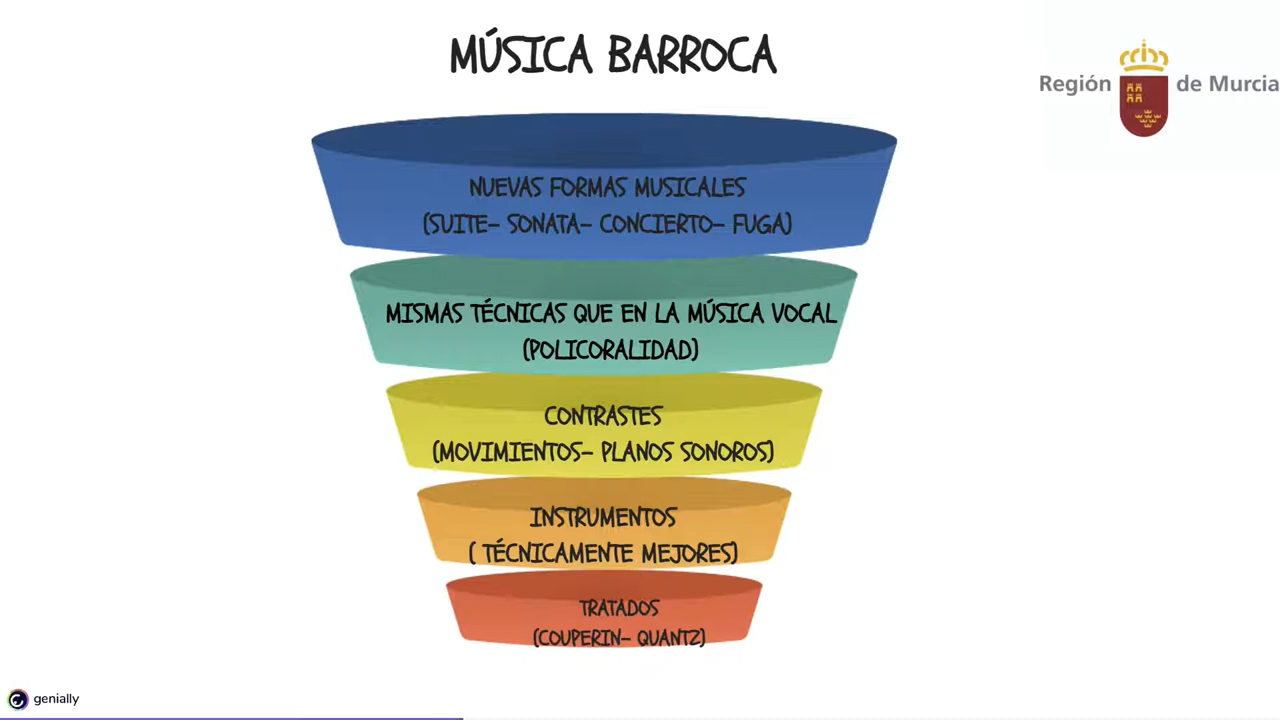 MÚSICA BARROCA
Región de Murcia
NUEVAS FORMAS MUSICALES
(SUITE- SONATA- CONCIERTO- FUGA)
MISMAS TÉCNICAS QUE EN LA MÚSICA VOCAL
(POLICORALIDAD)
CONTRASTES
(MOVIMIENTOS- PLANOS SONOROS)
INSTRUMENTOS
( TÉCNICAMENTE MEJORES)
TRATADOS
(COUPERIN- QUANTZ)
genially